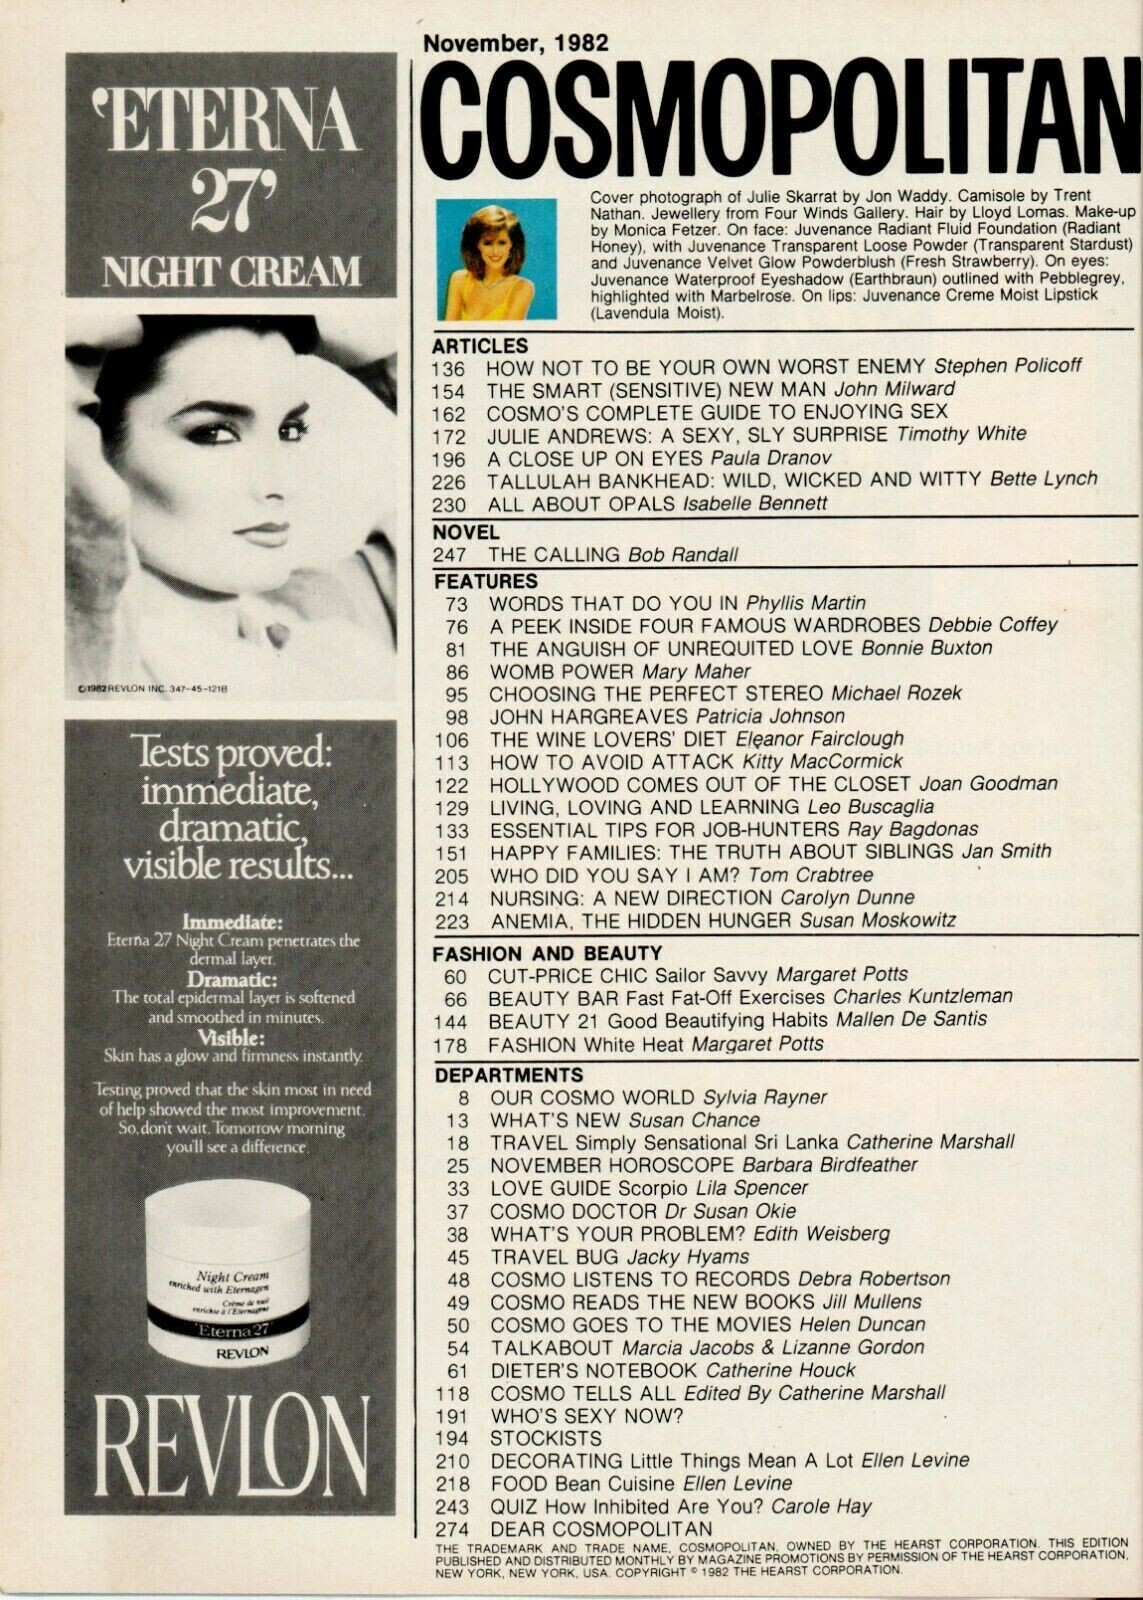 'ETERNA
27'
NIGHT CREAM
©1982 REVLON INC. 347-45-121B
Tests proved:
immediate,
dramatic,
visible results...
Immediate:
Eterna 27 Night Cream penetrates the
dermal layer.
Dramatic:
The total epidermal layer is softened
and smoothed in minutes.
Visible:
Skin has a glow and firmness instantly.
Testing proved that the skin most in need
of help showed the most improvement.
So, don't wait. Tomorrow morning
you'll see a difference.
Night Cream
enriched with Eternagen
Crème de nuit
enrichie à l'Eternagène
'Eterna 27'
REVLON
REVLON
November, 1982
COSMOPOLITAN
Cover photograph of Julie Skarrat by Jon Waddy. Camisole by Trent
Nathan. Jewellery from Four Winds Gallery. Hair by Lloyd Lomas. Make-up
by Monica Fetzer. On face: Juvenance Radiant Fluid Foundation (Radiant
Honey), with Juvenance Transparent Loose Powder (Transparent Stardust)
and Juvenance Velvet Glow Powderblush (Fresh Strawberry). On eyes:
Juvenance Waterproof Eyeshadow (Earthbraun) outlined with Pebblegrey,
highlighted with Marbelrose. On lips: Juvenance Creme Moist Lipstick
(Lavendula Moist).
ARTICLES
136 HOW NOT TO BE YOUR OWN WORST ENEMY Stephen Policoff
154 THE SMART (SENSITIVE) NEW MAN John Milward
162 COSMO'S COMPLETE GUIDE TO ENJOYING SEX
172 JULIE ANDREWS: A SEXY, SLY SURPRISE Timothy White
196 A CLOSE UP ON EYES Paula Dranov
226 TALLULAH BANKHEAD: WILD, WICKED AND WITTY Bette Lynch
230 ALL ABOUT OPALS Isabelle Bennett
NOVEL
247 THE CALLING Bob Randall
FEATURES
73 WORDS THAT DO YOU IN Phyllis Martin
76 A PEEK INSIDE FOUR FAMOUS WARDROBES Debbie Coffey
81 THE ANGUISH OF UNREQUITED LOVE Bonnie Buxton
86 WOMB POWER Mary Maher
95 CHOOSING THE PERFECT STEREO Michael Rozek
98 JOHN HARGREAVES Patricia Johnson
106 THE WINE LOVERS' DIET Eleanor Fairclough
113 HOW TO AVOID ATTACK Kitty MacCormick
122 HOLLYWOOD COMES OUT OF THE CLOSET Joan Goodman
129 LIVING, LOVING AND LEARNING Leo Buscaglia
133 ESSENTIAL TIPS FOR JOB-HUNTERS Ray Bagdonas
151 HAPPY FAMILIES: THE TRUTH ABOUT SIBLINGS Jan Smith
205 WHO DID YOU SAY I AM? Tom Crabtree
214 NURSING: A NEW DIRECTION Carolyn Dunne
223 ANEMIA, THE HIDDEN HUNGER Susan Moskowitz
FASHION AND BEAUTY
60 CUT-PRICE CHIC Sailor Savvy Margaret Potts
66 BEAUTY BAR Fast Fat-Off Exercises Charles Kuntzleman
144 BEAUTY 21 Good Beautifying Habits Mallen De Santis
178 FASHION White Heat Margaret Potts
DEPARTMENTS
8 OUR COSMO WORLD Sylvia Rayner
13 WHAT'S NEW Susan Chance
18 TRAVEL Simply Sensational Sri Lanka Catherine Marshall
25 NOVEMBER HOROSCOPE Barbara Birdfeather
33 LOVE GUIDE Scorpio Lila Spencer
37 COSMO DOCTOR Dr Susan Okie
38 WHAT'S YOUR PROBLEM? Edith Weisberg
45 TRAVEL BUG Jacky Hyams
48 COSMO LISTENS TO RECORDS Debra Robertson
49 COSMO READS THE NEW BOOKS Jill Mullens
50 COSMO GOES TO THE MOVIES Helen Duncan
54 TALKABOUT Marcia Jacobs & Lizanne Gordon
61 DIETER'S NOTEBOOK Catherine Houck
118 COSMO TELLS ALL Edited By Catherine Marshall
191 WHO'S SEXY NOW?
194 STOCKISTS
210 DECORATING Little Things Mean A Lot Ellen Levine
218 FOOD Bean Cuisine Ellen Levine
243 QUIZ How Inhibited Are You? Carole Hay
274 DEAR COSMOPOLITAN
THE TRADEMARK AND TRADE NAME, COSMOPOLITAN, OWNED BY THE HEARST CORPORATION. THIS EDITION
PUBLISHED AND DISTRIBUTED MONTHLY BY MAGAZINE PROMOTIONS BY PERMISSION OF THE HEARST CORPORATION,
NEW YORK, NEW YORK, USA. COPYRIGHT © 1982 THE HEARST CORPORATION.